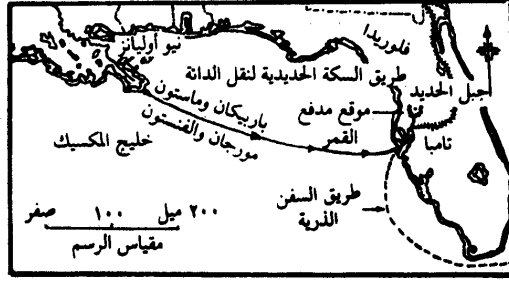 فلوريدا
نيو أوليانز
طريق السكة الحديدية لنقل الدانة
جبل الحديد
موقع مدفع
القمر
تامبا
باربيكان وماستون
مورجان والفنستون
خليج المكسيك
طريق السفن
الذرية
صفر ١٠٠ ٢٠٠ ميل
مقياس الرسم